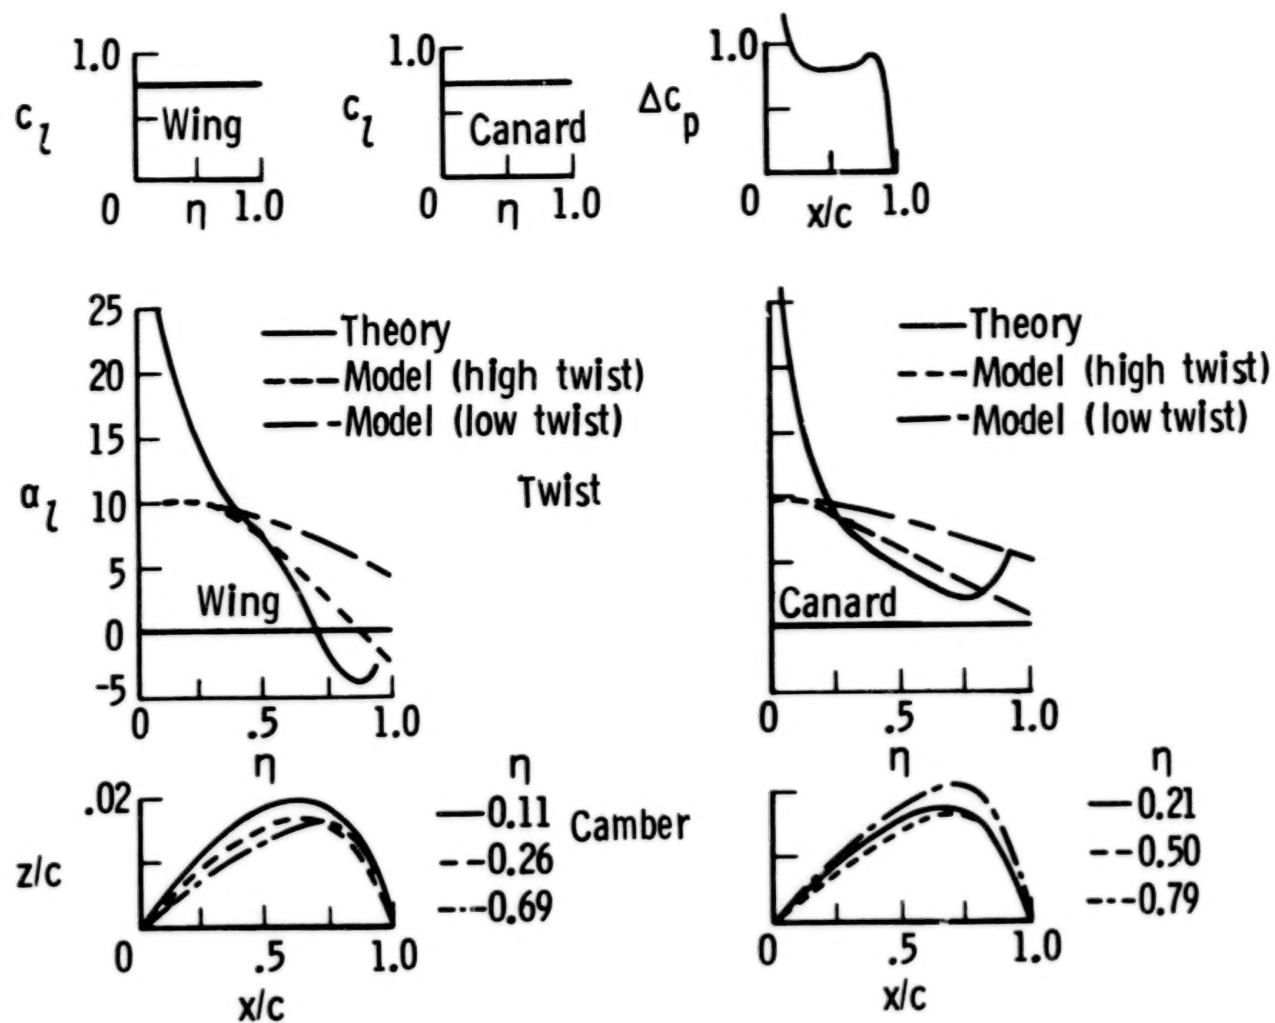 1.0
c_l
Wing
0 η 1.0
1.0
c_l
Canard
0 η 1.0
1.0
Δc_p
0 x/c 1.0
25
20
15
10
5
0
-5
α_l
Theory
Model (high twist)
Model (low twist)
Wing
0 .5 1.0
η
Twist
Theory
Model (high twist)
Model (low twist)
Canard
0 .5 1.0
η
.02
z/c
0 .5 1.0
x/c
η
0.11
0.26
0.69
Camber
0 .5 1.0
x/c
η
0.21
0.50
0.79